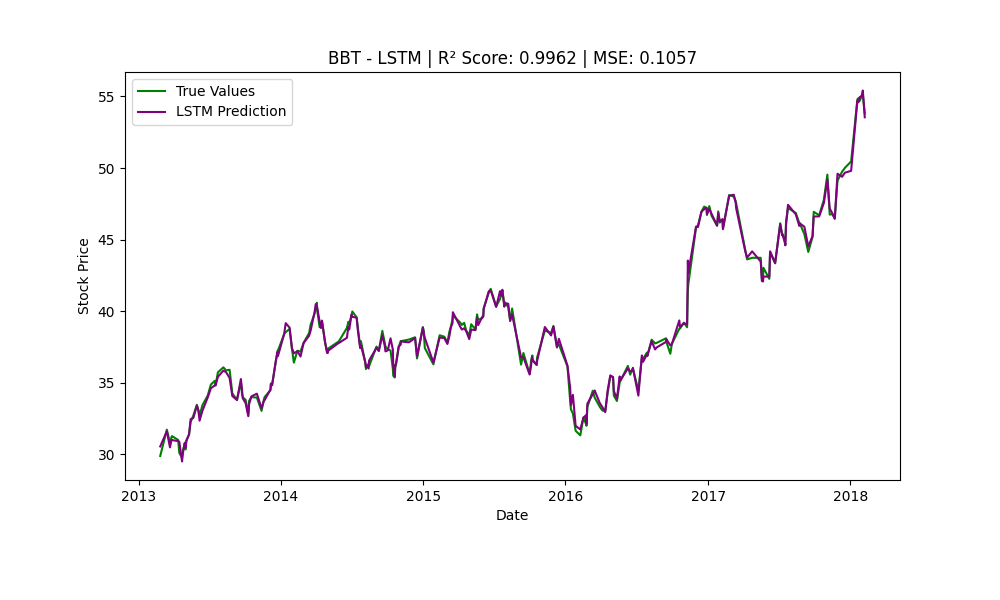 BBT - LSTM | R² Score: 0.9962 | MSE: 0.1057
True Values
LSTM Prediction
55
50
45
40
35
30
Stock Price
2013 2014 2015 2016 2017 2018
Date